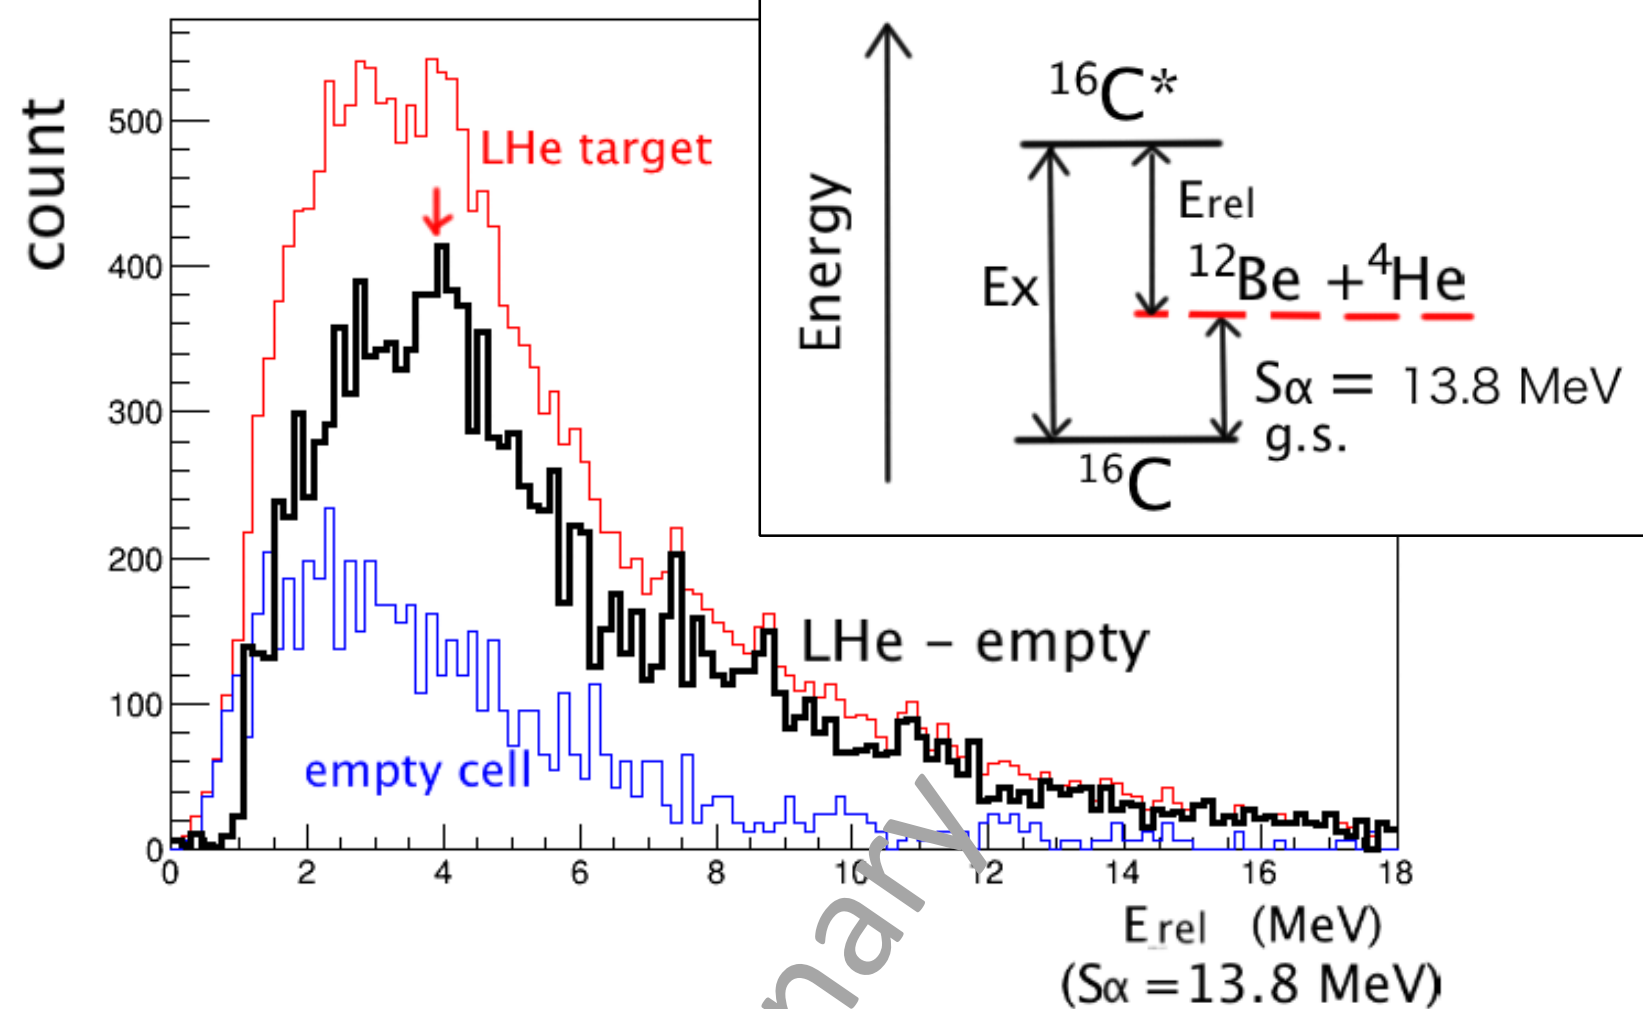 count
500
400
300
200
100
0
0 2 4 6 8 10 12 14 16 18
LHe target
LHe – empty
empty cell
E_rel (MeV)
(Sα =13.8 MeV)
Energy
¹⁶C*
Erel
Ex
¹²Be +⁴He
Sα = 13.8 MeV
g.s.
¹⁶C
nary